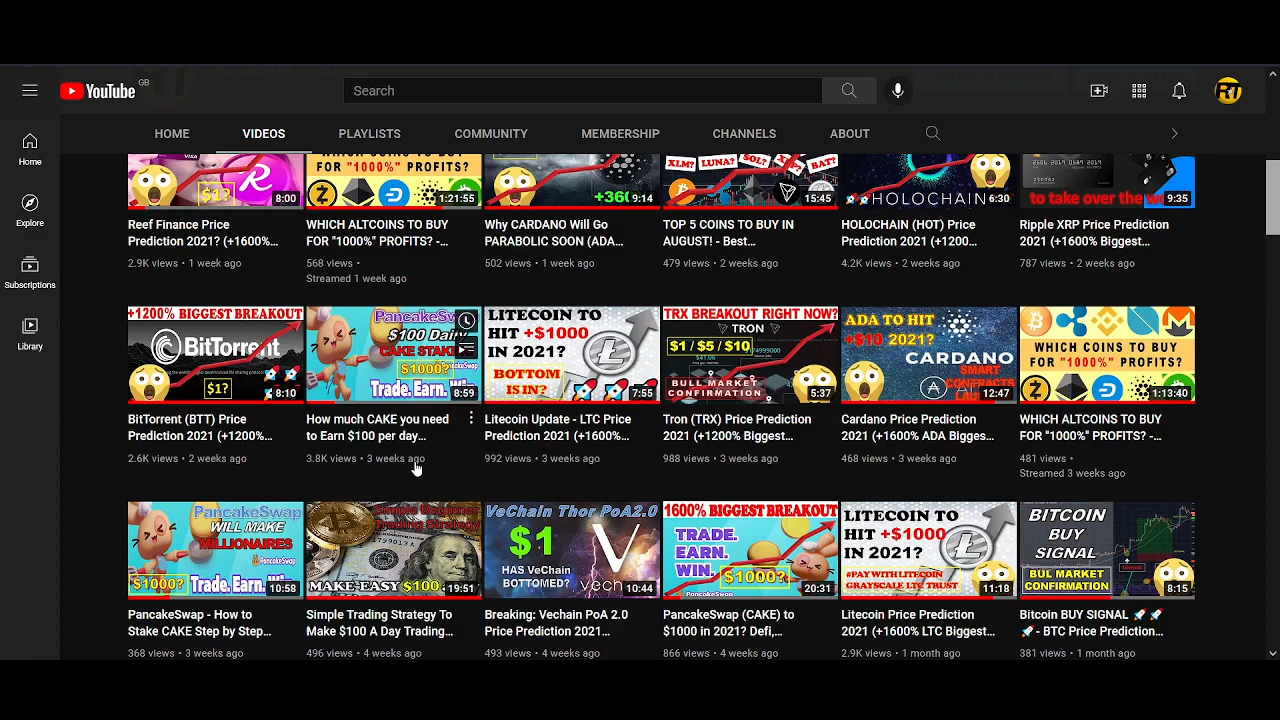 YouTube GB
Search
HOME VIDEOS PLAYLISTS COMMUNITY MEMBERSHIP CHANNELS ABOUT
Home
Explore
Subscriptions
Library
VISA
$1?
8:00
FOR "1000%" PROFITS?
1:21:55
+360
9:14
XLM? LUNA? SOL? BAT?
15:45
HOLOCHAIN
6:30
to take over the w
9:35
Reef Finance Price
Prediction 2021? (+1600%...
2.9K views • 1 week ago
WHICH ALTCOINS TO BUY
FOR "1000%" PROFITS? -...
568 views •
Streamed 1 week ago
Why CARDANO Will Go
PARABOLIC SOON (ADA...
502 views • 1 week ago
TOP 5 COINS TO BUY IN
AUGUST! - Best...
479 views • 2 weeks ago
HOLOCHAIN (HOT) Price
Prediction 2021 (+1200...
4.2K views • 2 weeks ago
Ripple XRP Price Prediction
2021 (+1600% Biggest...
787 views • 2 weeks ago
+1200% BIGGEST BREAKOUT
BitTorrent
$1?
8:10
PancakeSwap
$100 Daily
CAKE STAK
$1000?
Trade. Earn. Win
8:59
LITECOIN TO
HIT +$1000
IN 2021?
BOTTOM
IS IN?
7:55
TRX BREAKOUT RIGHT NOW?
TRON
$1 / $5 / $10
BULL MARKET
CONFIRMATION
5:37
ADA TO HIT
+$10 2021?
CARDANO
SMART
CONTRACTS
12:47
WHICH COINS TO BUY
FOR "1000%" PROFITS?
1:13:40
BitTorrent (BTT) Price
Prediction 2021 (+1200%...
2.6K views • 2 weeks ago
How much CAKE you need
to Earn $100 per day...
3.8K views • 3 weeks ago
Litecoin Update - LTC Price
Prediction 2021 (+1600%...
992 views • 3 weeks ago
Tron (TRX) Price Prediction
2021 (+1200% Biggest...
988 views • 3 weeks ago
Cardano Price Prediction
2021 (+1600% ADA Bigges...
468 views • 3 weeks ago
WHICH ALTCOINS TO BUY
FOR "1000%" PROFITS? -...
481 views •
Streamed 3 weeks ago
PancakeSwap
WILL MAKE
MILLIONAIRES
PancakeSwap
$1000?
Trade. Earn. Win
10:58
Simple Beginner
Trading Strategy
MAKE EASY $100
19:51
VeChain Thor PoA2.0
$1
HAS VeChain
BOTTOMED?
vech
10:44
1600% BIGGEST BREAKOUT
TRADE.
EARN.
WIN.
$1000?
20:31
LITECOIN TO
HIT +$1000
IN 2021?
#PAYWITHLITECOIN
GRAYSCALE LTC TRUST
11:18
BITCOIN
BUY
SIGNAL
BUL MARKET
CONFIRMATION
8:15
PancakeSwap - How to
Stake CAKE Step by Step...
368 views • 3 weeks ago
Simple Trading Strategy To
Make $100 A Day Trading...
496 views • 4 weeks ago
Breaking: Vechain PoA 2.0
Price Prediction 2021...
493 views • 4 weeks ago
PancakeSwap (CAKE) to
$1000 in 2021? Defi,...
866 views • 4 weeks ago
Litecoin Price Prediction
2021 (+1600% LTC Biggest...
2.9K views • 1 month ago
Bitcoin BUY SIGNAL 🚀🚀
🚀- BTC Price Prediction...
381 views • 1 month ago